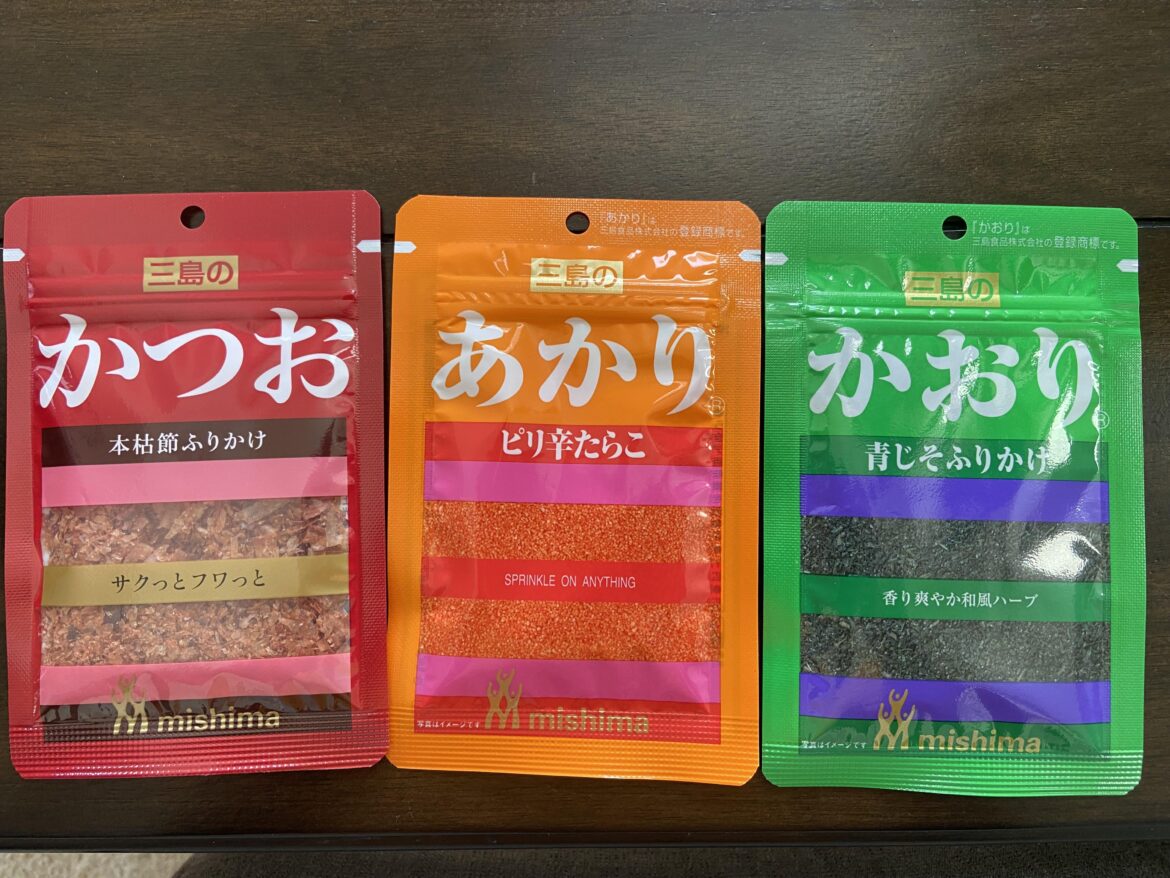 三島の
かつお
本枯節ふりかけ
サクっとフワっと
mishima
『あかり』は
三島食品株式会社の登録商標です。
三島の
あかり®
ピリ辛たらこ
SPRINKLE ON ANYTHING
写真はイメージです
mishima
『かおり』は
三島食品株式会社の登録商標です。
三島の
かおり®
青じそふりかけ
香り爽やか和風ハーブ
写真はイメージです
mishima